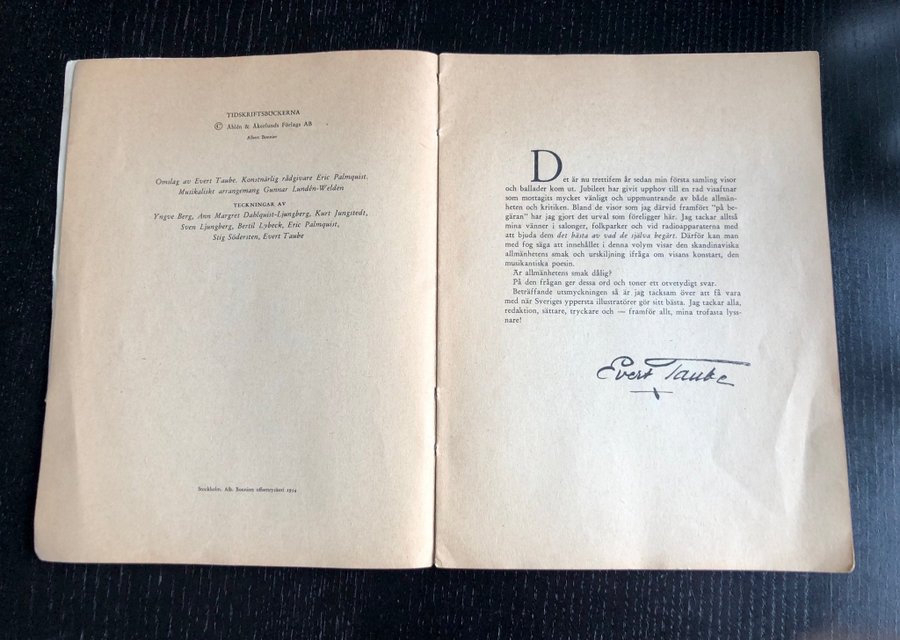 TIDSKRIFTSBÖCKERNA
© Åhlén & Åkerlunds Förlags AB
Albert Bonnier
Omslag av Evert Taube. Konstnärlig rådgivare Eric Palmquist.
Musikaliskt arrangemang Gunnar Lundén-Welden
TECKNINGAR AV
Yngve Berg, Ann Margret Dahlquist-Ljungberg, Kurt Jungstedt,
Sven Ljungberg, Bertil Lybeck, Eric Palmquist,
Stig Södersten, Evert Taube
Stockholm. Alb. Bonniers offsettryckeri 1954
Det är nu trettifem år sedan min första samling visor
och ballader kom ut. Jubileet har givit upphov till en rad visaftnar
som mottagits mycket vänligt och uppmuntrande av både allmän-
heten och kritiken. Bland de visor som jag därvid framfört "på be-
gäran" har jag gjort det urval som föreligger här. Jag tackar alltså
mina vänner i salonger, folkparker och vid radioapparaterna med
att bjuda dem det bästa av vad de själva begärt. Därför kan man
med fog säga att innehållet i denna volym visar den skandinaviska
allmänhetens smak och urskiljning ifråga om visans konstart, den
musikantiska poesin.
Är allmänhetens smak dålig?
På den frågan ger dessa ord och toner ett otvetydigt svar.
Beträffande utsmyckningen så är jag tacksam över att få vara
med när Sveriges yppersta illustratörer gör sitt bästa. Jag tackar alla,
redaktion, sättare, tryckare och — framför allt, mina trofasta lyss-
nare!
Evert Taube